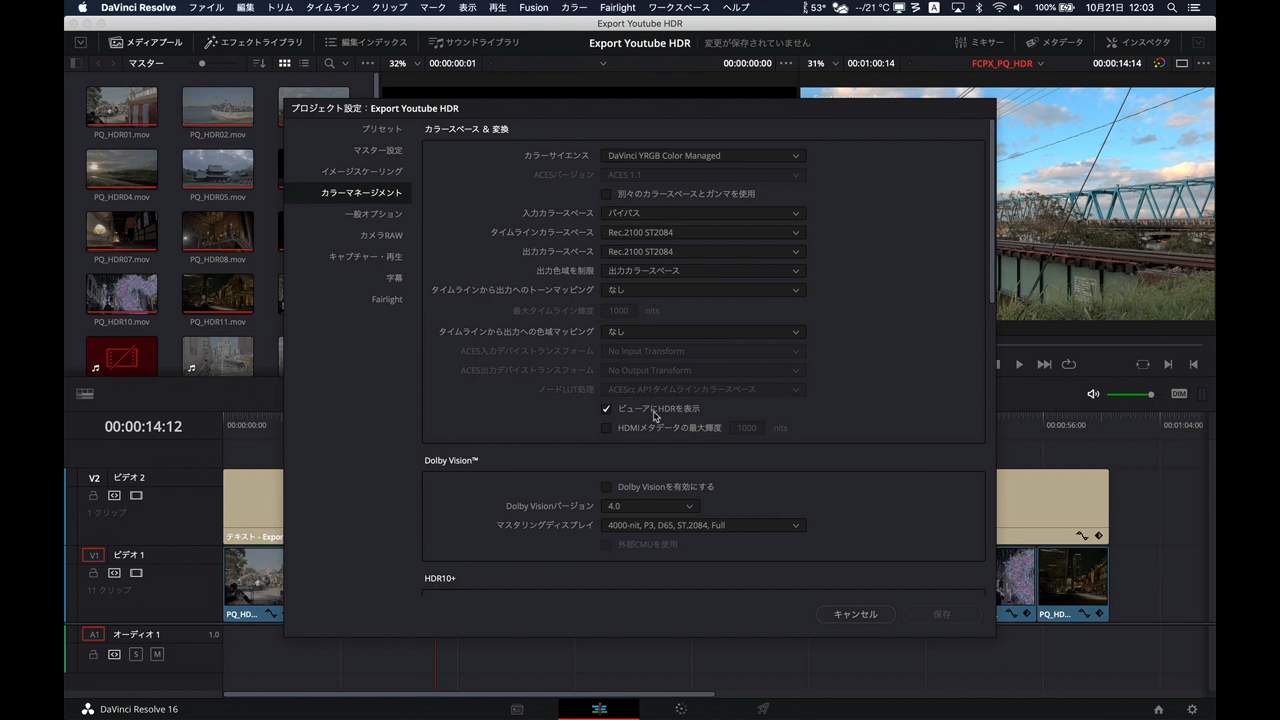 DaVinci Resolve ファイル 編集 トリム タイムライン クリップ マーク 表示 再生 Fusion カラー Fairlight ワークスペース ヘルプ 53° --/21 °C A 100% 10月21日 12:03
Export Youtube HDR
メディアプール エフェクトライブラリ 編集インデックス サウンドライブラリ Export Youtube HDR 変更が保存されていません ミキサー メタデータ インスペクタ
マスター 32% 00:00:00:01 00:00:00:00 31% 00:01:00:14 FCPX_PQ_HDR 00:00:14:14
PQ_HDR01.mov PQ_HDR02.mov
PQ_HDR04.mov PQ_HDR05.mov
PQ_HDR07.mov PQ_HDR08.mov
PQ_HDR10.mov PQ_HDR11.mov
プロジェクト設定：Export Youtube HDR
プリセット
マスター設定
イメージスケーリング
カラーマネージメント
一般オプション
カメラRAW
キャプチャー・再生
字幕
Fairlight
カラースペース & 変換
カラーサイエンス DaVinci YRGB Color Managed
ACESバージョン ACES 1.1
別々のカラースペースとガンマを使用
入力カラースペース バイパス
タイムラインカラースペース Rec.2100 ST2084
出力カラースペース Rec.2100 ST2084
出力色域を制限 出力カラースペース
タイムラインから出力へのトーンマッピング なし
最大タイムライン輝度 1000 nits
タイムラインから出力への色域マッピング なし
ACES入力デバイストランスフォーム No Input Transform
ACES出力デバイストランスフォーム No Output Transform
ノードLUT処理 ACEScc AP1タイムラインカラースペース
ビューアにHDRを表示
HDMIメタデータの最大輝度 1000 nits
Dolby Vision™
Dolby Visionを有効にする
Dolby Visionバージョン 4.0
マスタリングディスプレイ 4000-nit, P3, D65, ST.2084, Full
外部CMUを使用
HDR10+
キャンセル 保存
DIM
00:00:14:12 00:00:00:00 00:00:56:00 00:01:04:00
V2 ビデオ 2
1 クリップ
テキスト - Expor
V1 ビデオ 1
11 クリップ
PQ_HD... PQ_HD...
A1 オーディオ 1 1.0
S M
DaVinci Resolve 16